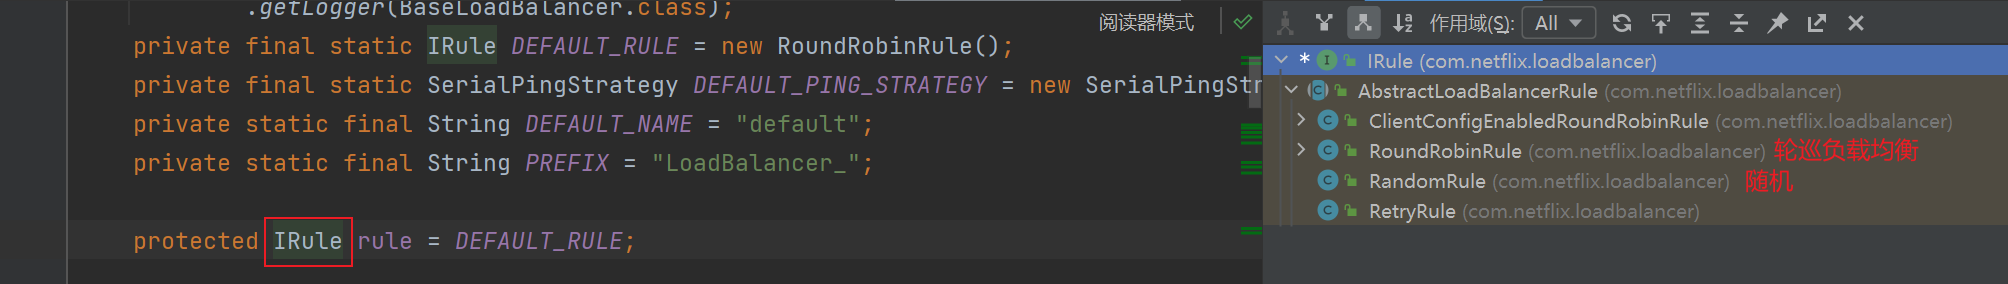 .getLogger(BaseLoadBalancer.class);
阅读器模式
private final static IRule DEFAULT_RULE = new RoundRobinRule();
private final static SerialPingStrategy DEFAULT_PING_STRATEGY = new SerialPingStr
private static final String DEFAULT_NAME = "default";
private static final String PREFIX = "LoadBalancer_";
protected IRule rule = DEFAULT_RULE;
作用域(S): All
* IRule (com.netflix.loadbalancer)
AbstractLoadBalancerRule (com.netflix.loadbalancer)
ClientConfigEnabledRoundRobinRule (com.netflix.loadbalancer)
RoundRobinRule (com.netflix.loadbalancer) 轮巡负载均衡
RandomRule (com.netflix.loadbalancer) 随机
RetryRule (com.netflix.loadbalancer)